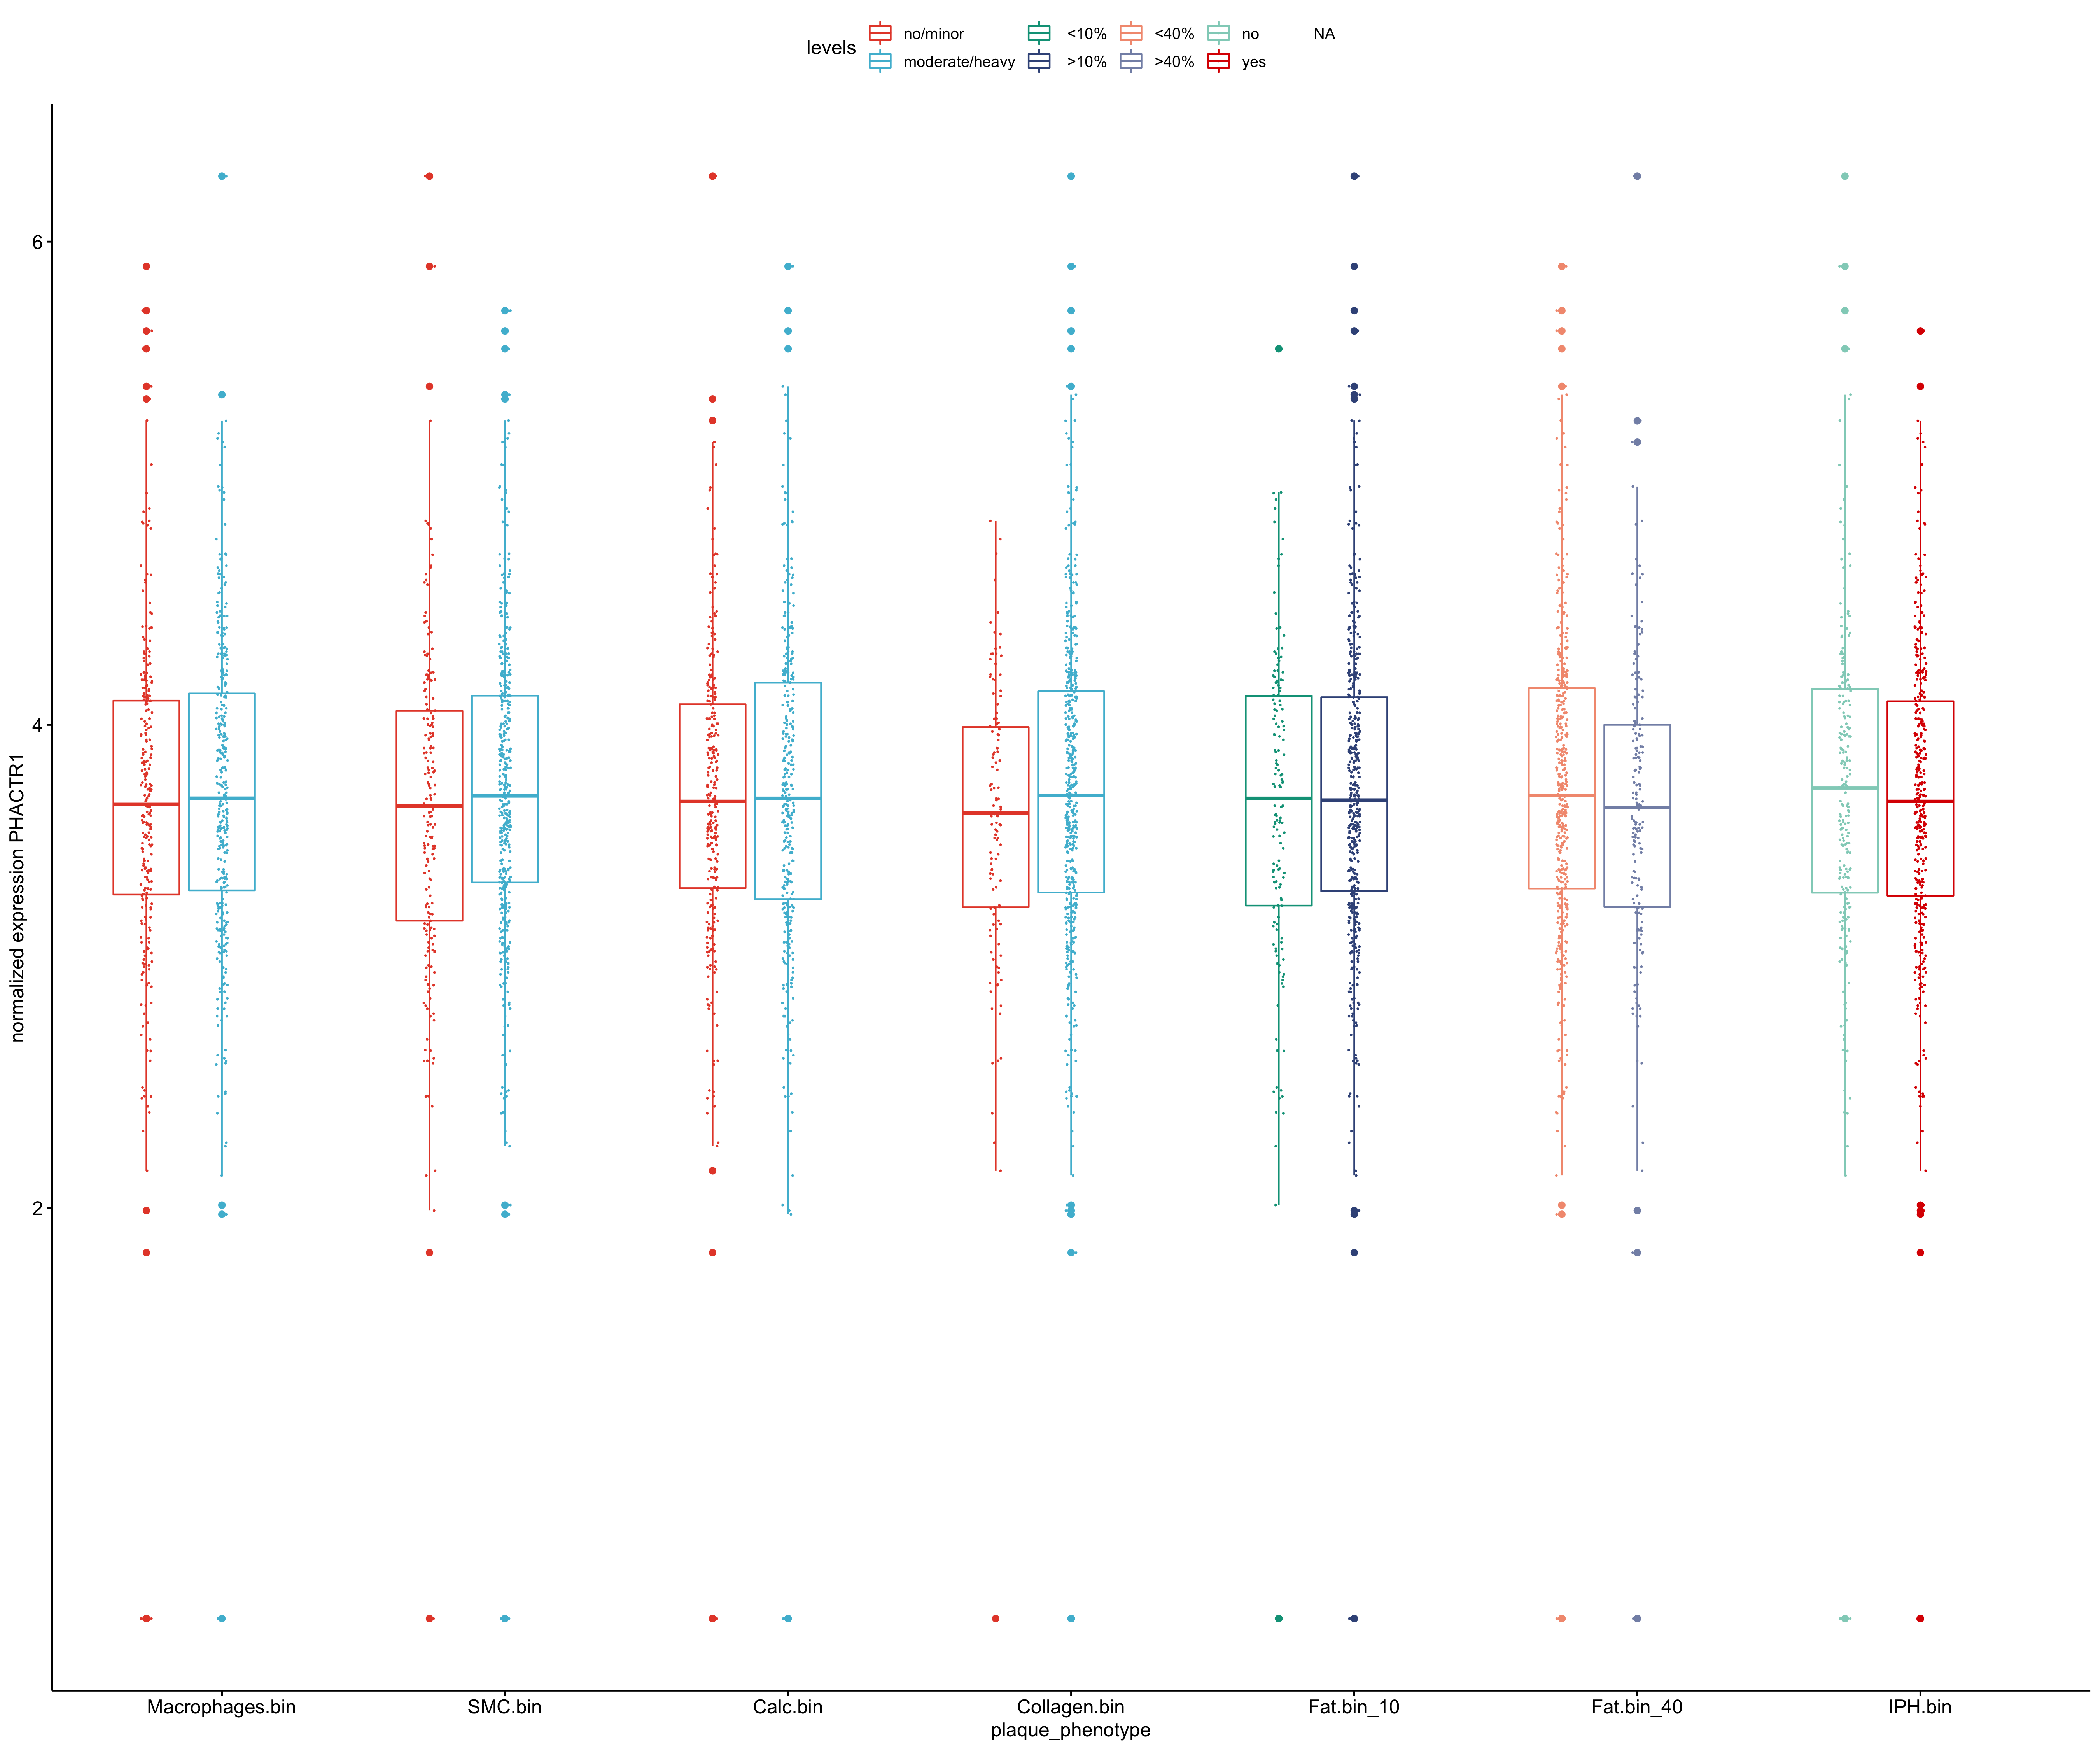 levels
no/minor <10% <40% no NA
moderate/heavy >10% >40% yes
normalized expression PHACTR1
6
4
2
Macrophages.bin SMC.bin Calc.bin Collagen.bin Fat.bin_10 Fat.bin_40 IPH.bin
plaque_phenotype